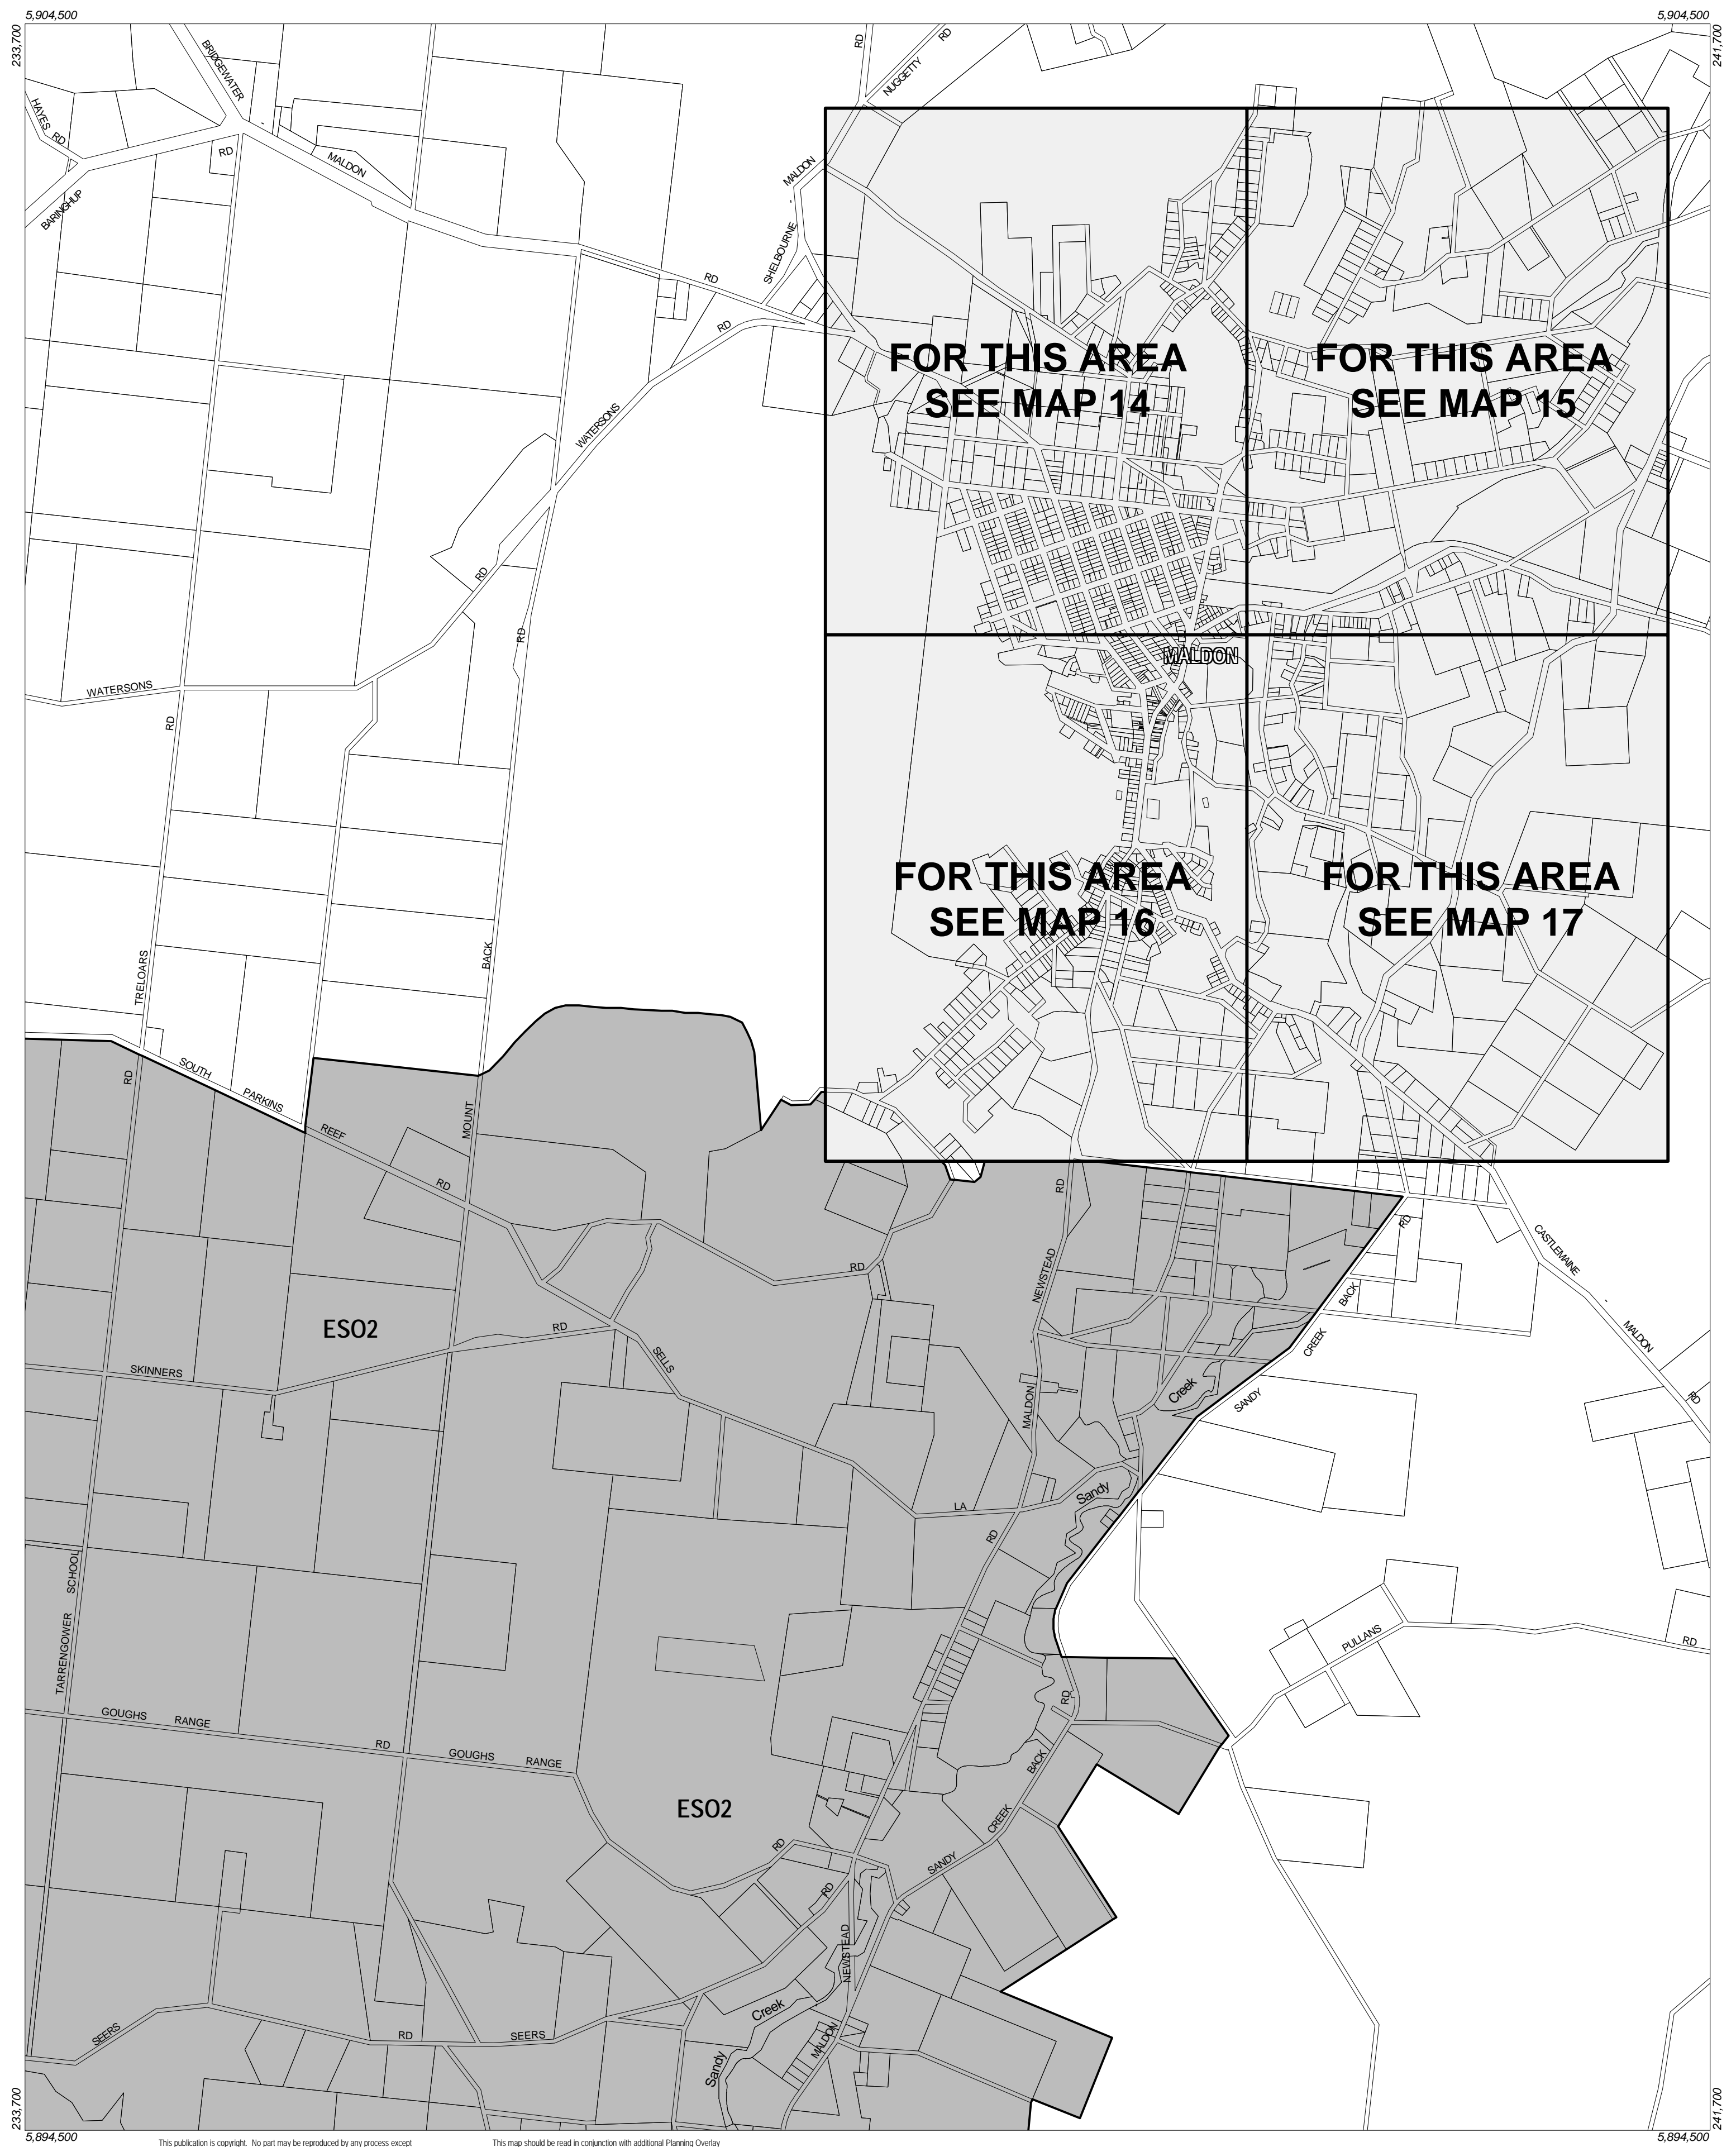 5,904,500
5,904,500
233,700
241,700
BRIDGEWATER
HAYES
RD
RD
BARINGHUP
MALDON
RD
NUGGETTY
RD
MALDON
-
SHELBOURNE
RD
RD
WATERSONS
RD
RD
WATERSONS
RD
FOR THIS AREA
SEE MAP 14
FOR THIS AREA
SEE MAP 15
MALDON
FOR THIS AREA
SEE MAP 16
FOR THIS AREA
SEE MAP 17
TRELOARS
BACK
SOUTH
PARKINS
RD
MOUNT
REEF
RD
RD
RD
NEWSTEAD
RD
BACK
CREEK
SANDY
CASTLEMAINE
-
MALDON
RD
ESO2
RD
SKINNERS
SELLS
Creek
MALDON
Sandy
LA
RD
SCHOOL
TARRENGOWER
PULLANS
RD
GOUGHS RANGE
RD
GOUGHS RANGE
RD
BACK
CREEK
SANDY
ESO2
RD
RD
NEWSTEAD
Creek
SEERS
RD
SEERS
MALDON
Sandy
233,700
241,700
5,894,500
5,894,500
This publication is copyright. No part may be reproduced by any process except
This map should be read in conjunction with additional Planning Overlay